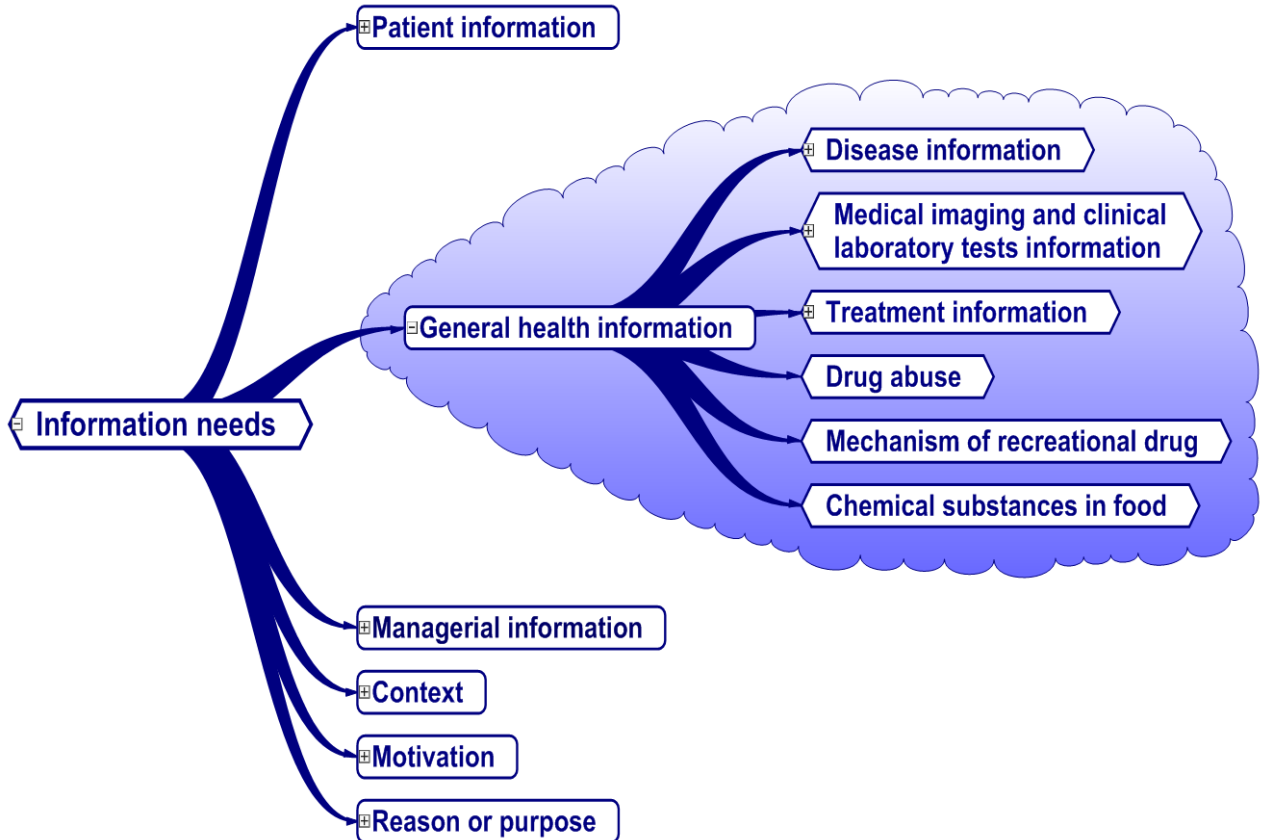 Patient information
Disease information
Medical imaging and clinical
laboratory tests information
Treatment information
General health information
Drug abuse
Information needs
Mechanism of recreational drug
Chemical substances in food
Managerial information
Context
Motivation
Reason or purpose